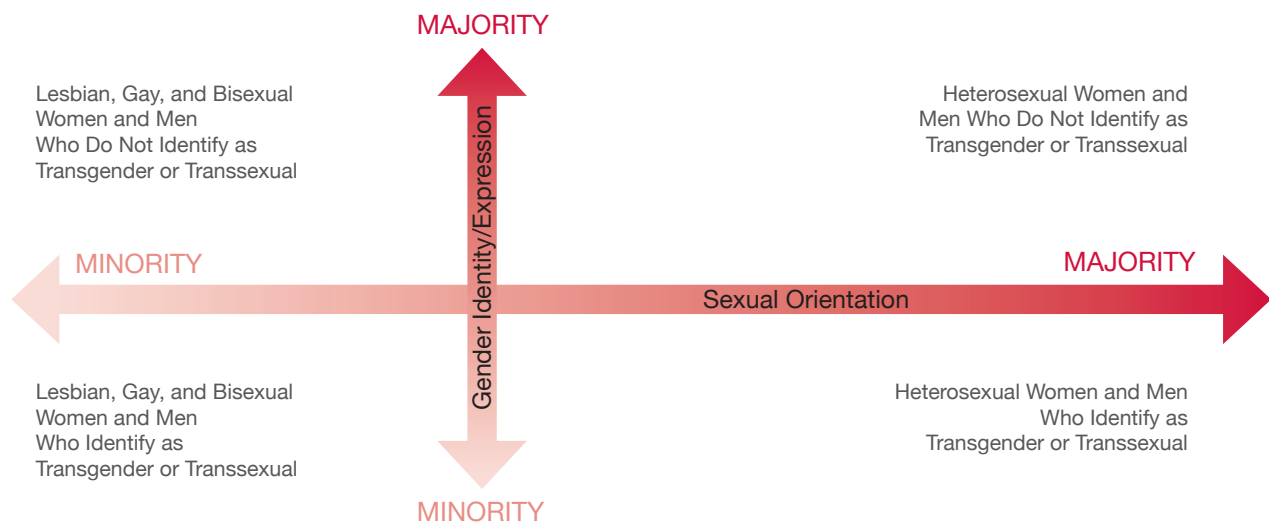 MAJORITY
Lesbian, Gay, and Bisexual
Women and Men
Who Do Not Identify as
Transgender or Transsexual
Heterosexual Women and
Men Who Do Not Identify as
Transgender or Transsexual
Gender Identity/Expression
MINORITY
MAJORITY
Sexual Orientation
Lesbian, Gay, and Bisexual
Women and Men
Who Identify as
Transgender or Transsexual
Heterosexual Women and Men
Who Identify as
Transgender or Transsexual
MINORITY